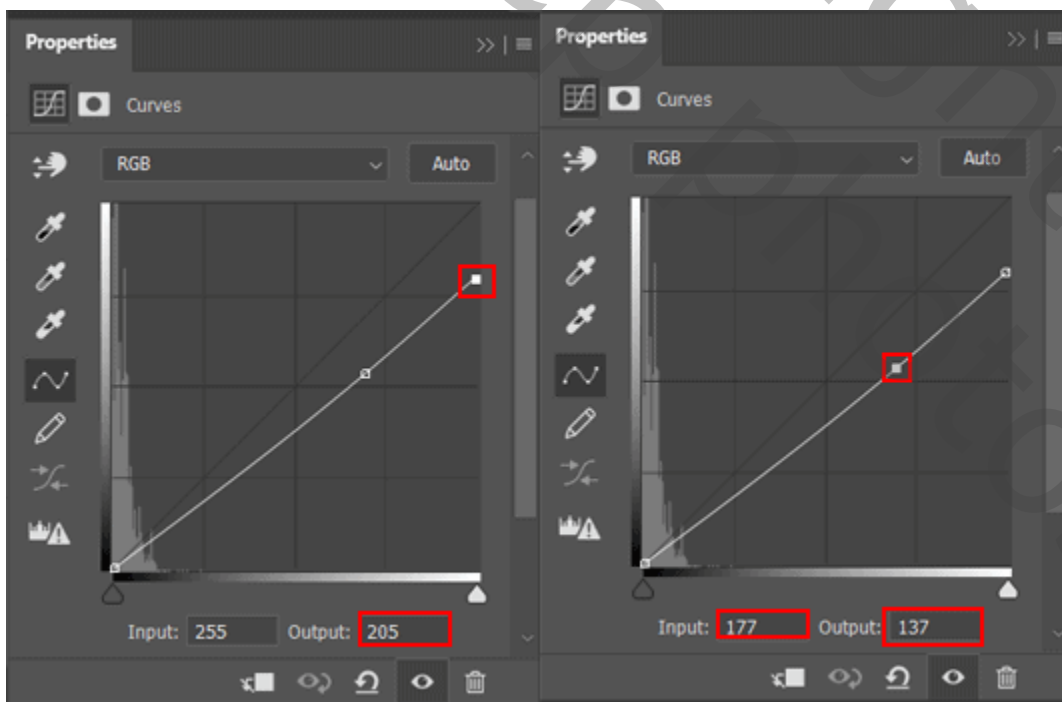 Properties
Curves
RGB
Auto
Input: 255 Output: 205
Properties
Curves
RGB
Auto
Input: 177 Output: 137